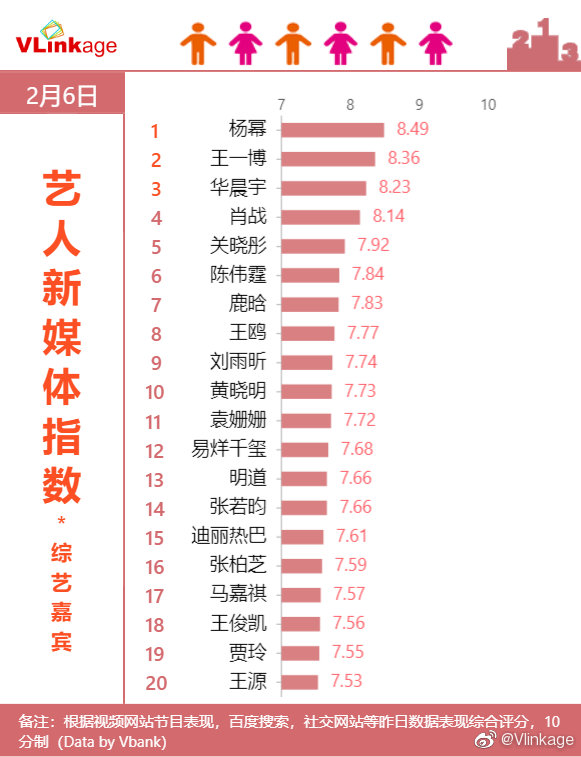 VLinkage
1
2
3
2月6日
艺人新媒体指数
*
综艺嘉宾
7 8 9 10
1 杨幂 8.49
2 王一博 8.36
3 华晨宇 8.23
4 肖战 8.14
5 关晓彤 7.92
6 陈伟霆 7.84
7 鹿晗 7.83
8 王鸥 7.77
9 刘雨昕 7.74
10 黄晓明 7.73
11 袁姗姗 7.72
12 易烊千玺 7.68
13 明道 7.66
14 张若昀 7.66
15 迪丽热巴 7.61
16 张柏芝 7.59
17 马嘉祺 7.57
18 王俊凯 7.56
19 贾玲 7.55
20 王源 7.53
备注：根据视频网站节目表现，百度搜索，社交网站等昨日数据表现综合评分，10
分制（Data by Vbank)
@Vlinkage